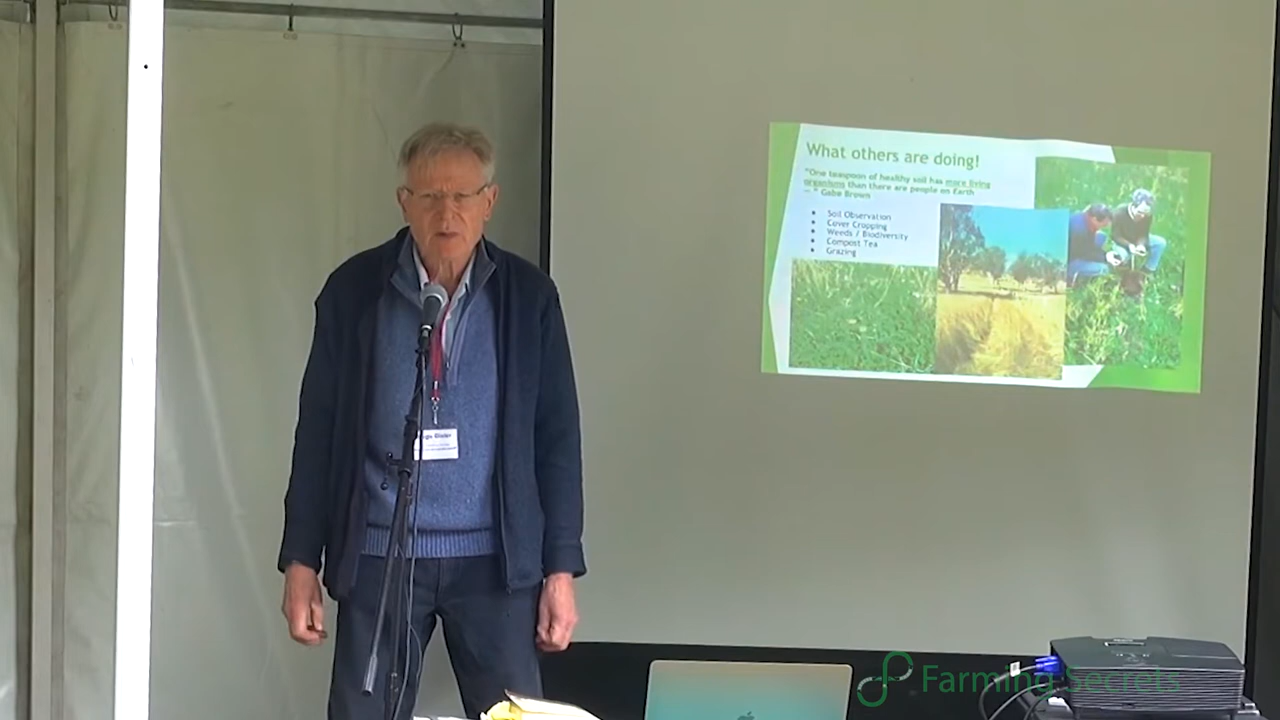 What others are doing!
"One teaspoon of healthy soil has more living
organisms than there are people on Earth
– " Gabe Brown
• Soil Observation
• Cover Cropping
• Weeds / Biodiversity
• Compost Tea
• Grazing
Farming Secrets